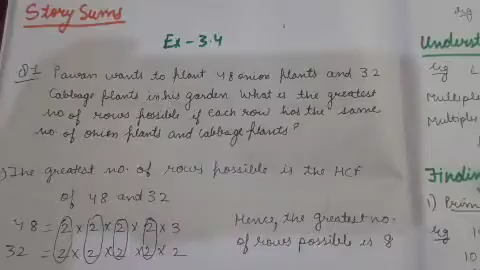 Story Sums
Ex - 3.4
Q1 Pawan wants to plant 48 onion plants and 32
Cabbage plants in his garden. What is the greatest
no. of rows possible if each row has the same
no. of onion plants and cabbage plants?
The greatest no. of rows possible is the HCF
of 48 and 32
48 = 2 x 2 x 2 x 2 x 3
32 = 2 x 2 x 2 x 2 x 2
Hence, the greatest no.
of rows possible is 8
Underst
eg
Multiple
Multiple
Finding
1) Prim
eg 1
10